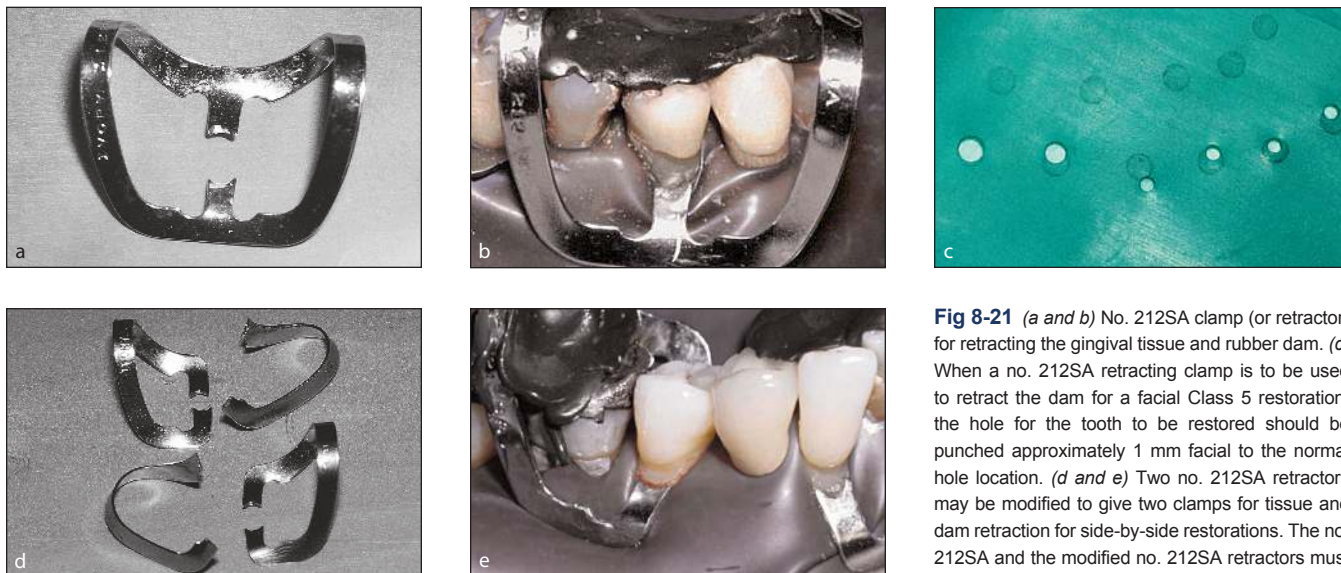 a
b
c
d
e
Fig 8-21 (a and b) No. 212SA clamp (or retractor
for retracting the gingival tissue and rubber dam. (c
When a no. 212SA retracting clamp is to be use
to retract the dam for a facial Class 5 restoration
the hole for the tooth to be restored should be
punched approximately 1 mm facial to the norma
hole location. (d and e) Two no. 212SA retractor
may be modified to give two clamps for tissue and
dam retraction for side-by-side restorations. The no
212SA and the modified no. 212SA retractors mus